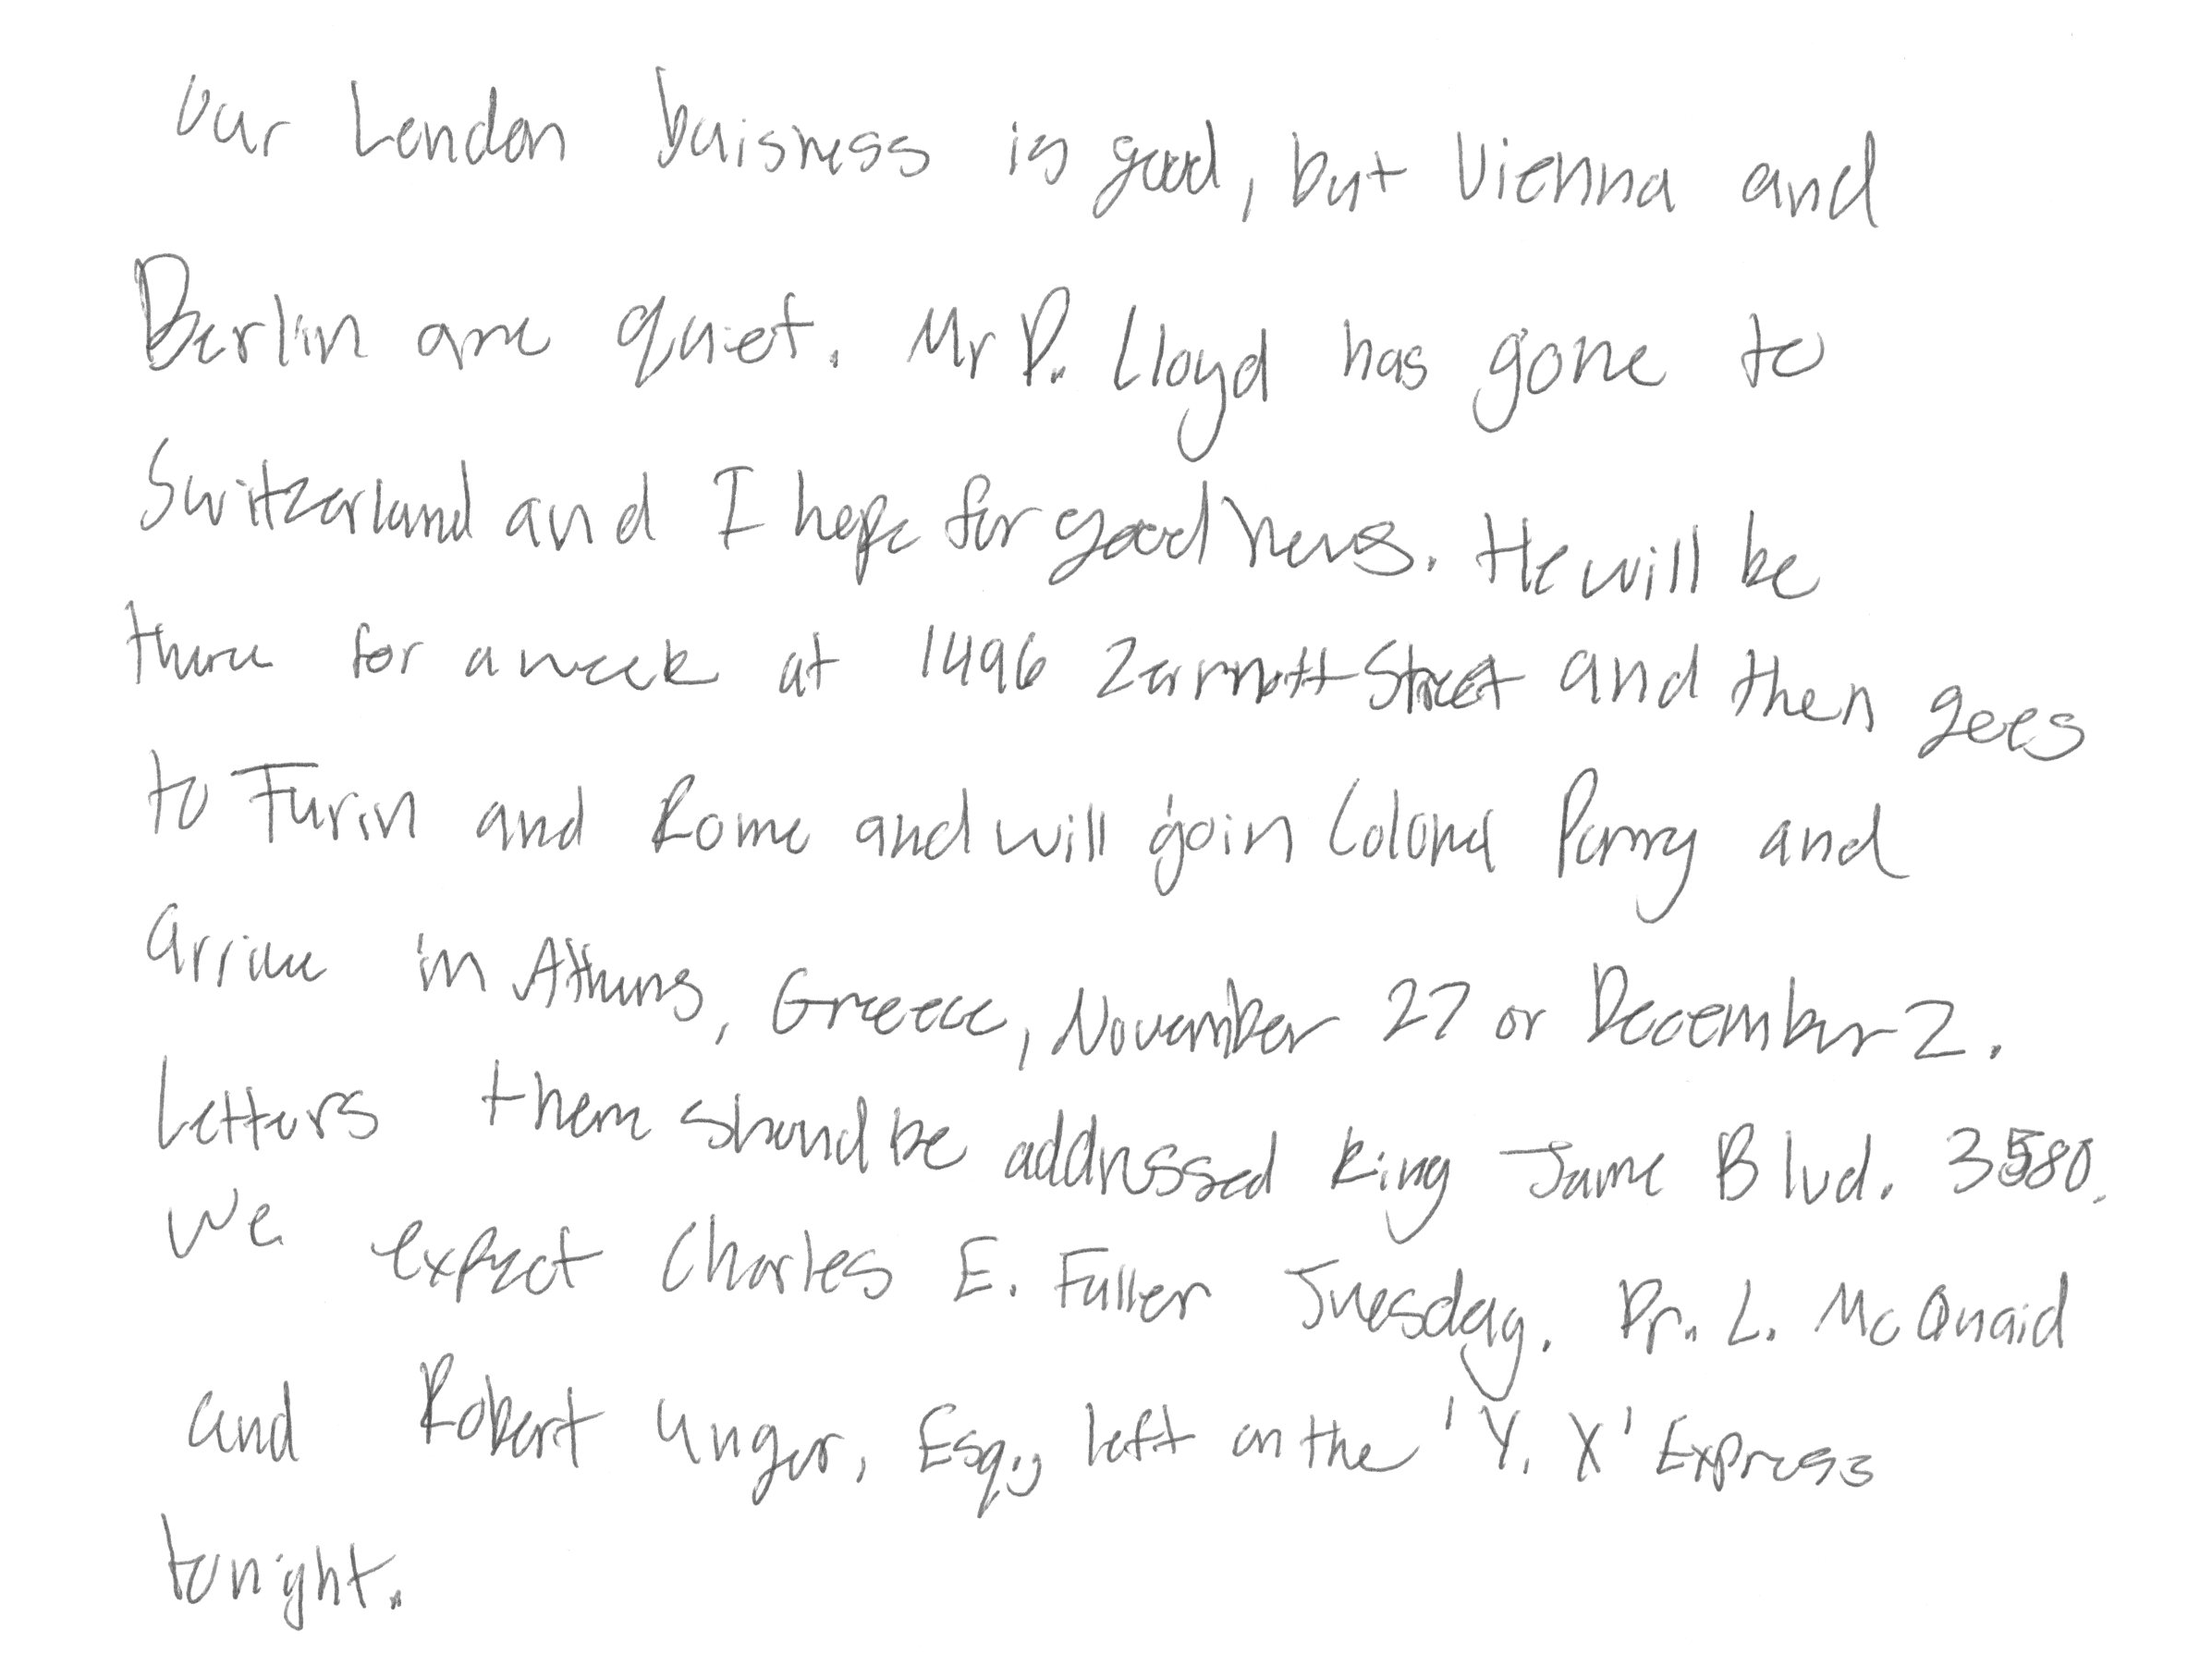 Our London buisness is good, but Vienna and
Berlin are quiet. Mr P. Lloyd has gone to
Switzerland and I hope for good news. He will be
there for a week at 1496 Zermott Street and then goes
to Turin and Rome and will join Colonel Parry and
arrive in Athens, Greece, November 27 or December 2.
Letters there should be addressed King Jame Blvd. 3580.
We expect Charles E. Fuller Tuesday. Dr. L. McQuaid
and Robert Unger, Esq., left on the 'Y. X' Express
tonight.